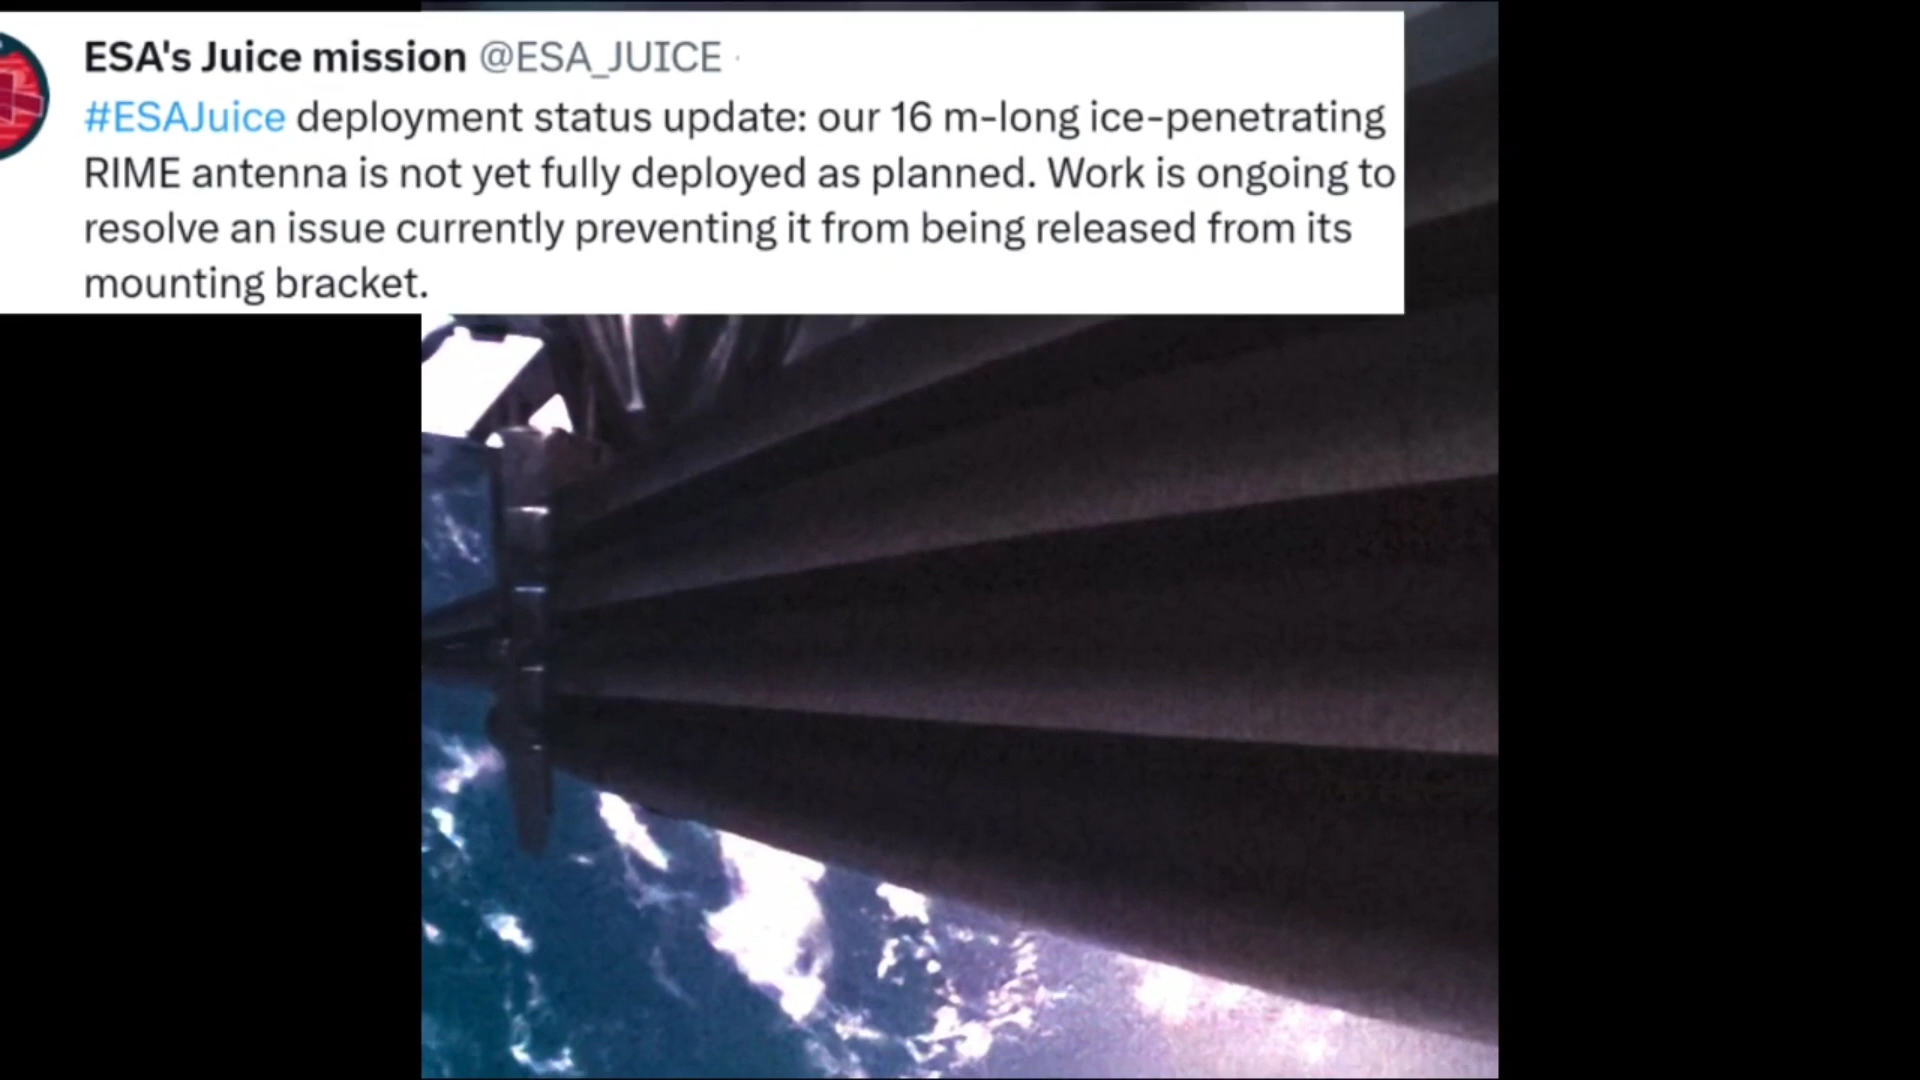 ESA's Juice mission @ESA_JUICE ·
#ESAJuice deployment status update: our 16 m-long ice-penetrating
RIME antenna is not yet fully deployed as planned. Work is ongoing to
resolve an issue currently preventing it from being released from its
mounting bracket.